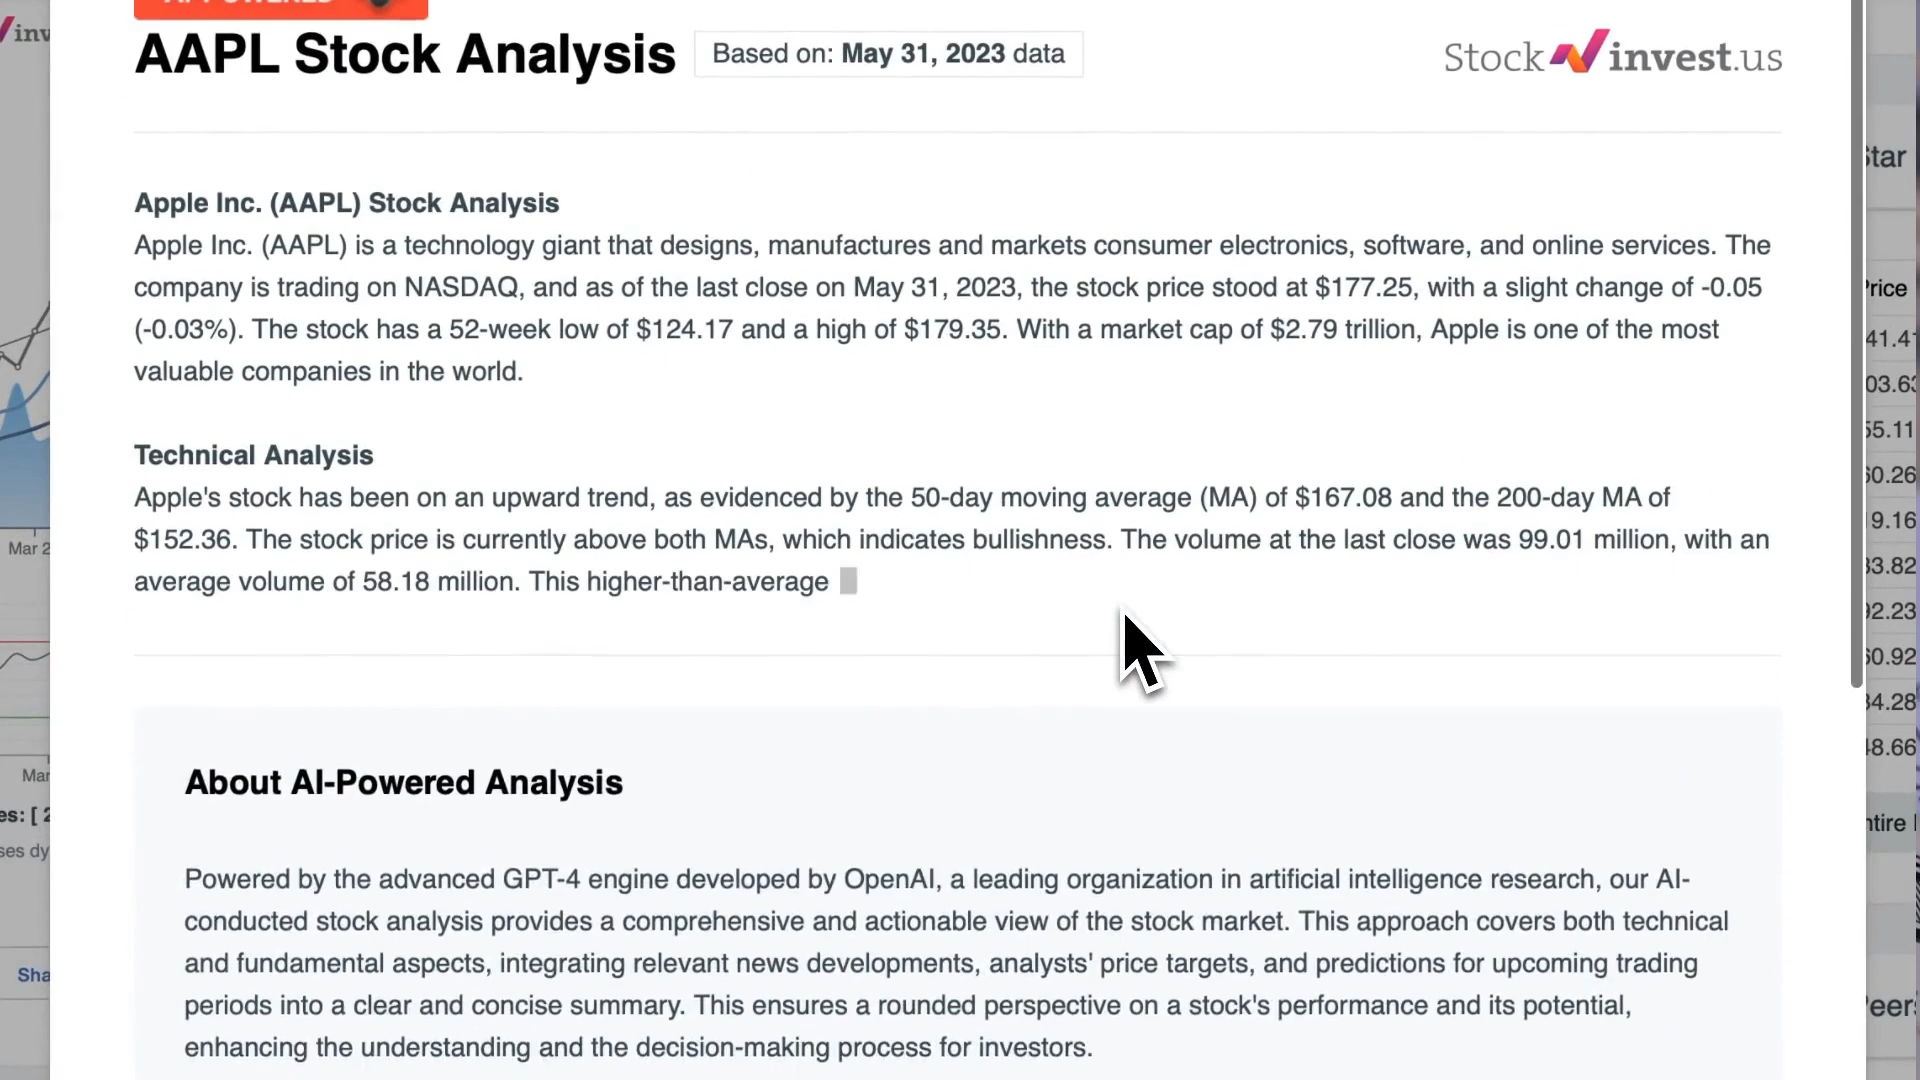 AAPL Stock Analysis
Based on: May 31, 2023 data
Stock invest.us
Apple Inc. (AAPL) Stock Analysis
Apple Inc. (AAPL) is a technology giant that designs, manufactures and markets consumer electronics, software, and online services. The
company is trading on NASDAQ, and as of the last close on May 31, 2023, the stock price stood at $177.25, with a slight change of -0.05
(-0.03%). The stock has a 52-week low of $124.17 and a high of $179.35. With a market cap of $2.79 trillion, Apple is one of the most
valuable companies in the world.
Technical Analysis
Apple's stock has been on an upward trend, as evidenced by the 50-day moving average (MA) of $167.08 and the 200-day MA of
$152.36. The stock price is currently above both MAs, which indicates bullishness. The volume at the last close was 99.01 million, with an
average volume of 58.18 million. This higher-than-average
About AI-Powered Analysis
Powered by the advanced GPT-4 engine developed by OpenAI, a leading organization in artificial intelligence research, our AI-
conducted stock analysis provides a comprehensive and actionable view of the stock market. This approach covers both technical
and fundamental aspects, integrating relevant news developments, analysts' price targets, and predictions for upcoming trading
periods into a clear and concise summary. This ensures a rounded perspective on a stock's performance and its potential,
enhancing the understanding and the decision-making process for investors.